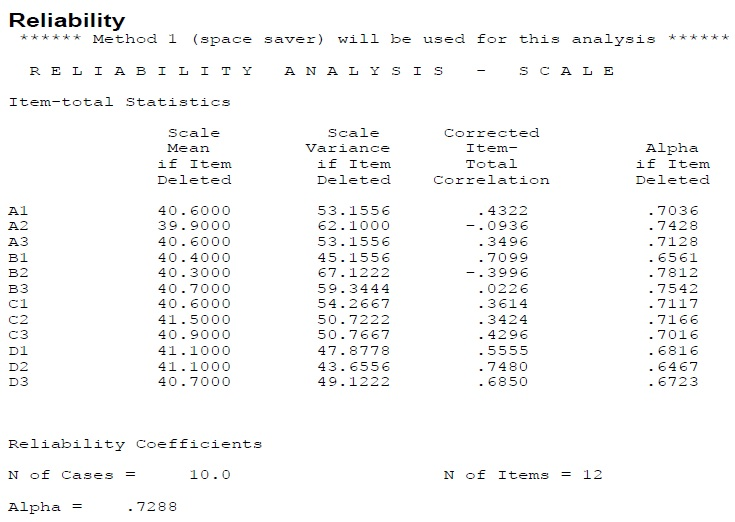 Reliability
****** Method 1 (space saver) will be used for this analysis ******
R E L I A B I L I T Y   A N A L Y S I S   -   S C A L E
Item-total Statistics
Scale Scale Corrected
Mean Variance Item- Alpha
if Item if Item Total if Item
Deleted Deleted Correlation Deleted
A1 40.6000 53.1556 .4322 .7036
A2 39.9000 62.1000 -.0936 .7428
A3 40.6000 53.1556 .3496 .7128
B1 40.4000 45.1556 .7099 .6561
B2 40.3000 67.1222 -.3996 .7812
B3 40.7000 59.3444 .0226 .7542
C1 40.6000 54.2667 .3614 .7117
C2 41.5000 50.7222 .3424 .7166
C3 40.9000 50.7667 .4296 .7016
D1 41.1000 47.8778 .5555 .6816
D2 41.1000 43.6556 .7480 .6467
D3 40.7000 49.1222 .6850 .6723
Reliability Coefficients
N of Cases = 10.0 N of Items = 12
Alpha = .7288